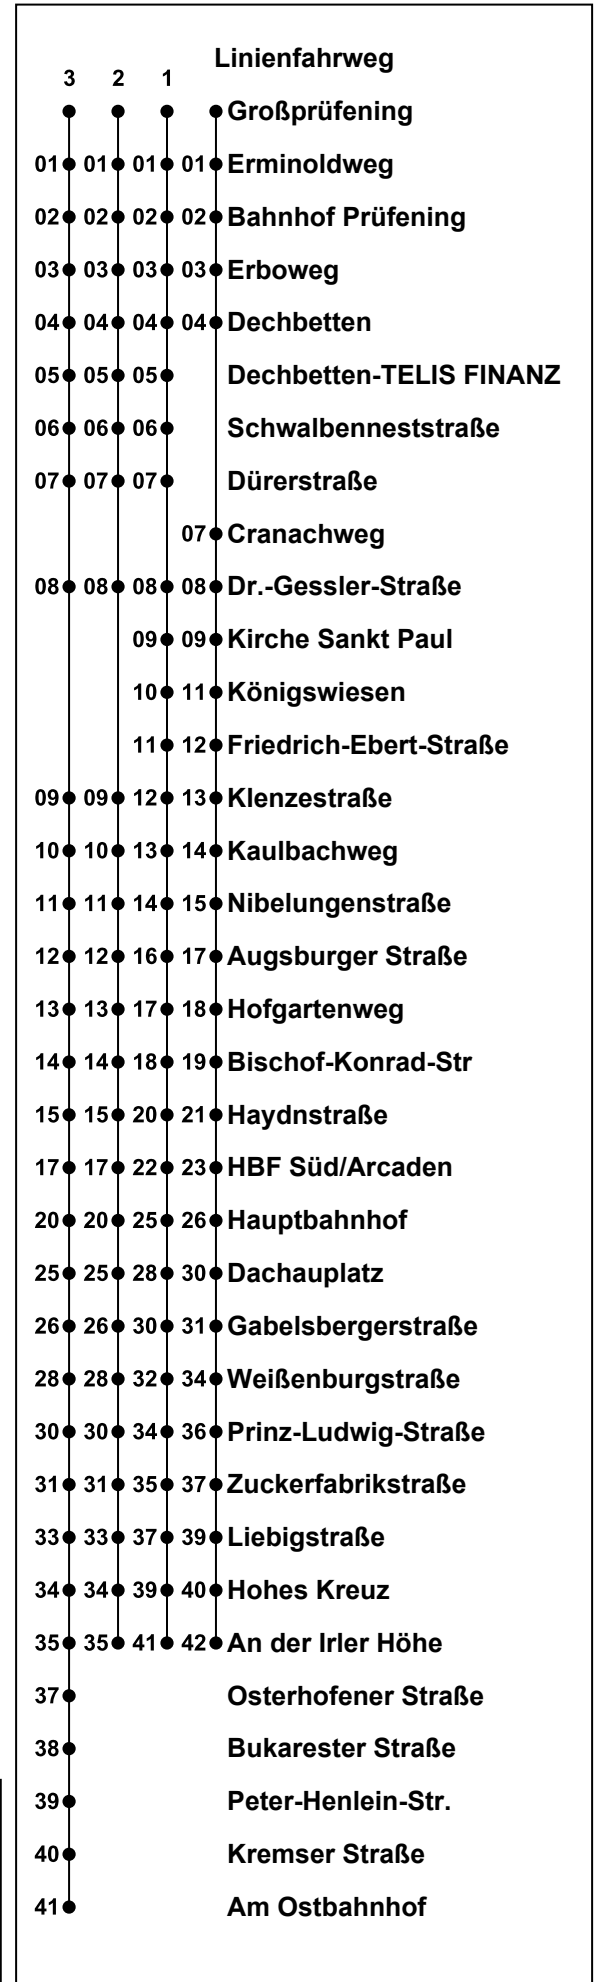 Linienfahrweg
3 2 1
Großprüfening
01 01 01 01 Erminoldweg
02 02 02 02 Bahnhof Prüfening
03 03 03 03 Erboweg
04 04 04 04 Dechbetten
05 05 05 Dechbetten-TELIS FINANZ
06 06 06 Schwalbenneststraße
07 07 07 Dürerstraße
07 Cranachweg
08 08 08 08 Dr.-Gessler-Straße
09 09 Kirche Sankt Paul
10 11 Königswiesen
11 12 Friedrich-Ebert-Straße
09 09 12 13 Klenzestraße
10 10 13 14 Kaulbachweg
11 11 14 15 Nibelungenstraße
12 12 16 17 Augsburger Straße
13 13 17 18 Hofgartenweg
14 14 18 19 Bischof-Konrad-Str
15 15 20 21 Haydnstraße
17 17 22 23 HBF Süd/Arcaden
20 20 25 26 Hauptbahnhof
25 25 28 30 Dachauplatz
26 26 30 31 Gabelsbergerstraße
28 28 32 34 Weißenburgstraße
30 30 34 36 Prinz-Ludwig-Straße
31 31 35 37 Zuckerfabrikstraße
33 33 37 39 Liebigstraße
34 34 39 40 Hohes Kreuz
35 35 41 42 An der Irler Höhe
37 Osterhofener Straße
38 Bukarester Straße
39 Peter-Henlein-Str.
40 Kremser Straße
41 Am Ostbahnhof